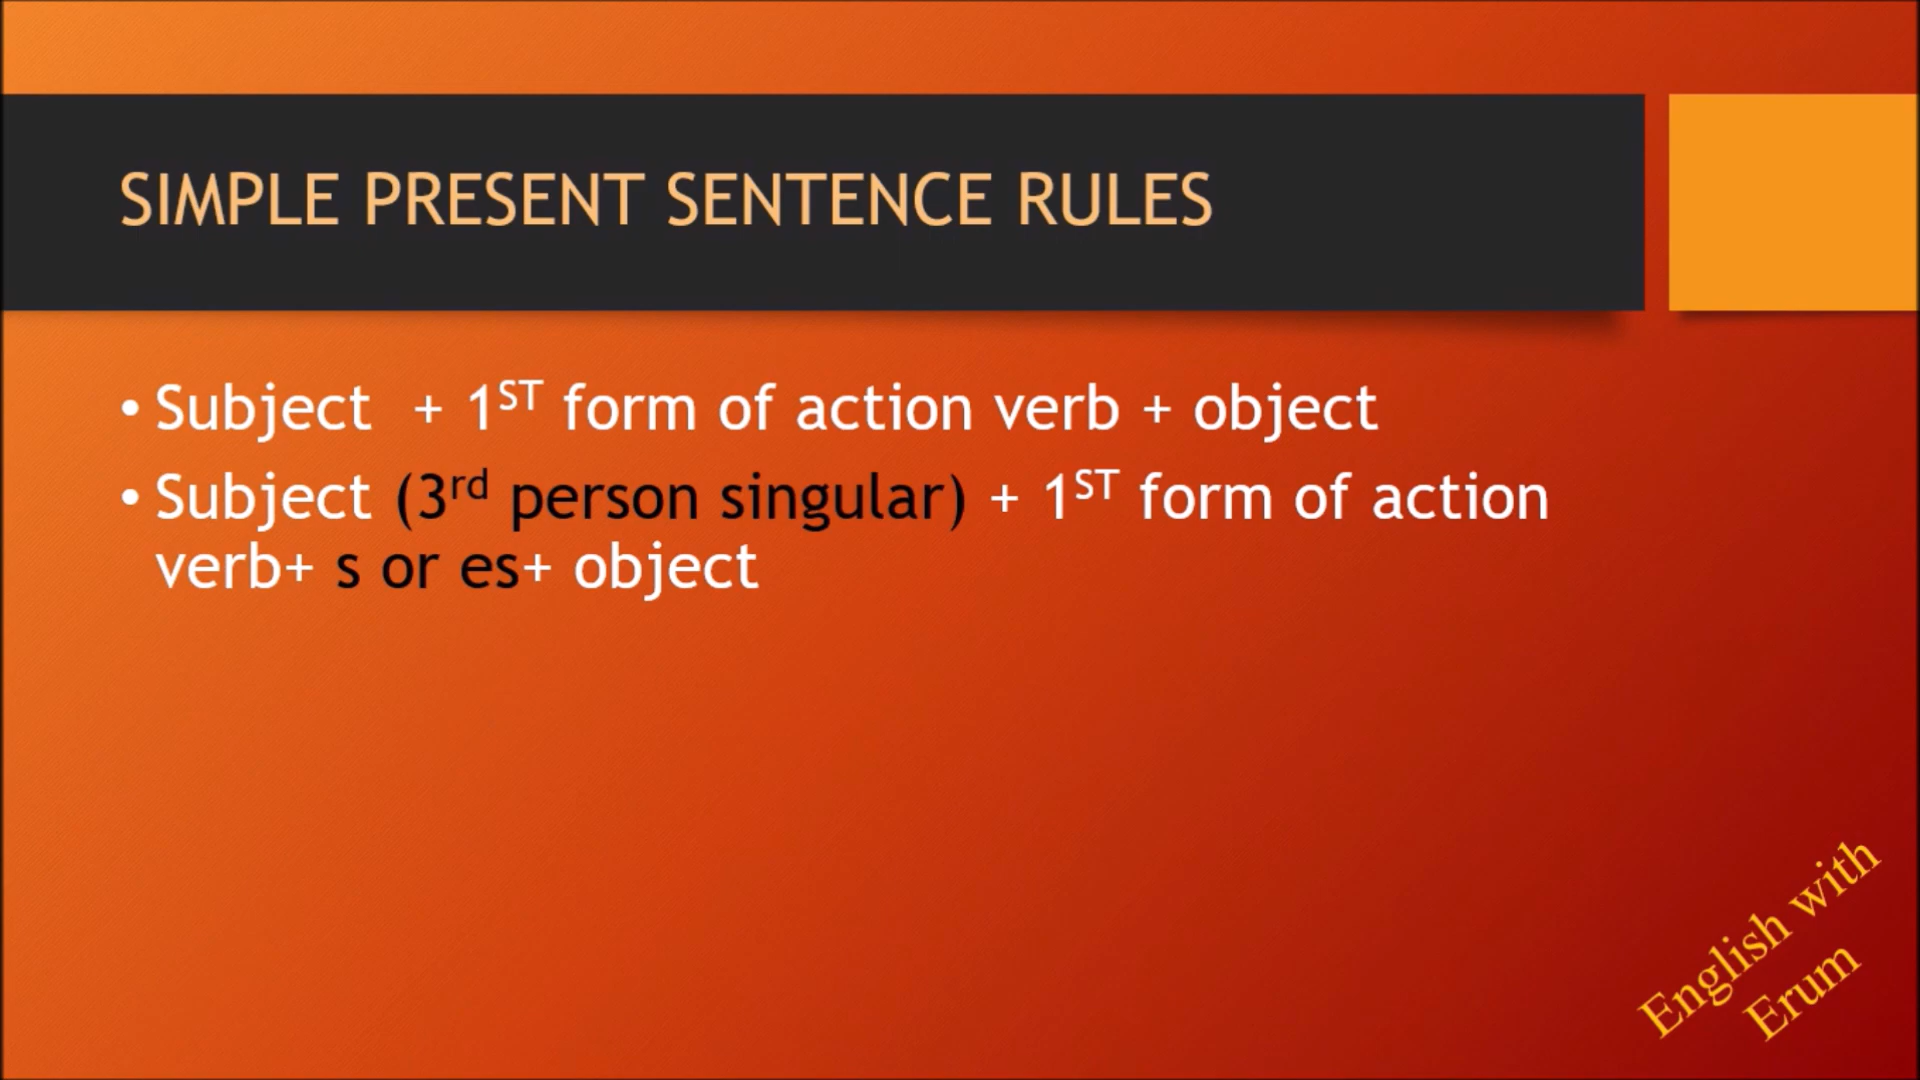 SIMPLE PRESENT SENTENCE RULES
• Subject + 1ST form of action verb + object
• Subject (3rd person singular) + 1ST form of action
verb+ s or es+ object
English with
Erum